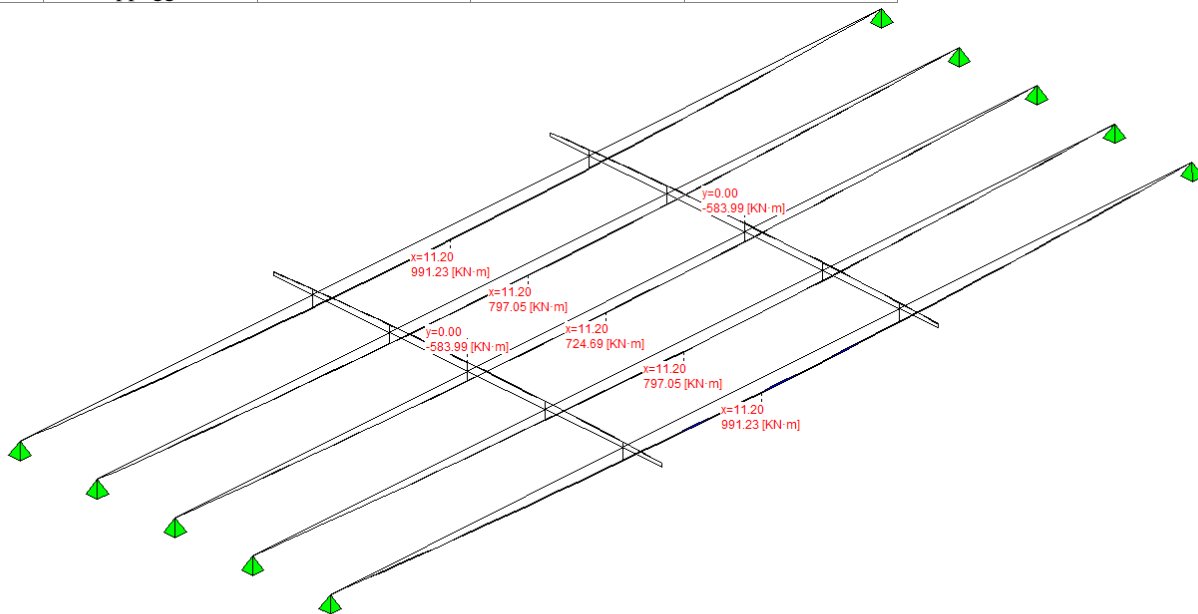 y=0.00
-583.99 [KN·m]
x=11.20
991.23 [KN·m]
x=11.20
797.05 [KN·m]
x=11.20
724.69 [KN·m]
y=0.00
-583.99 [KN·m]
x=11.20
797.05 [KN·m]
x=11.20
991.23 [KN·m]